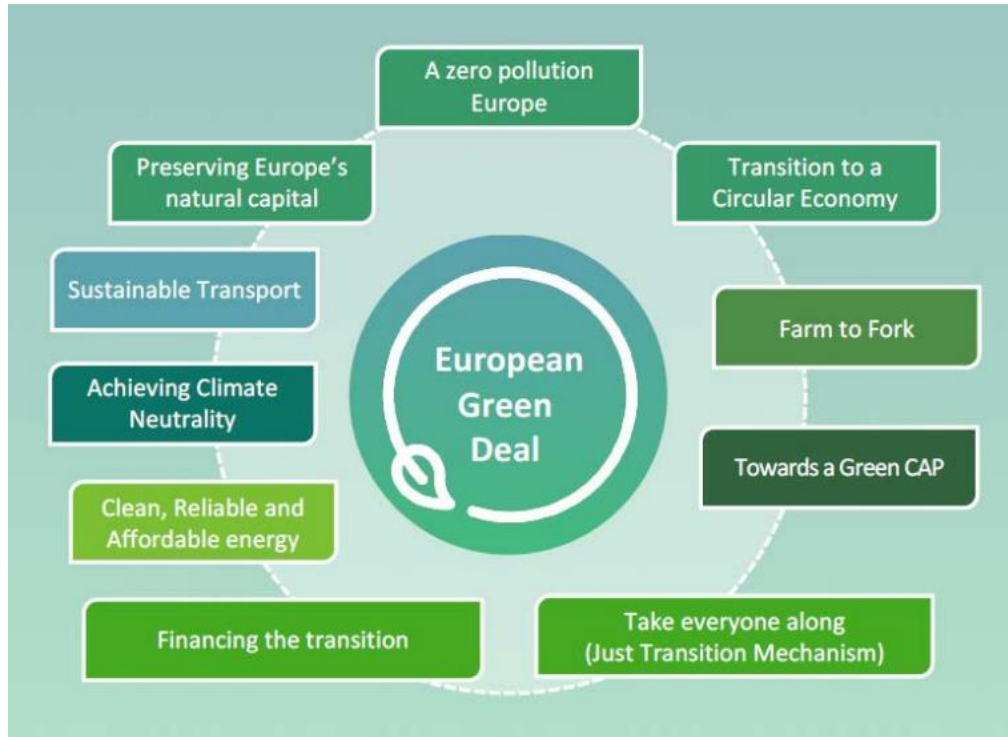 A zero pollution
Europe
Preserving Europe's
natural capital
Transition to a
Circular Economy
Sustainable Transport
Farm to Fork
European
Green
Deal
Achieving Climate
Neutrality
Towards a Green CAP
Clean, Reliable and
Affordable energy
Financing the transition
Take everyone along
(Just Transition Mechanism)